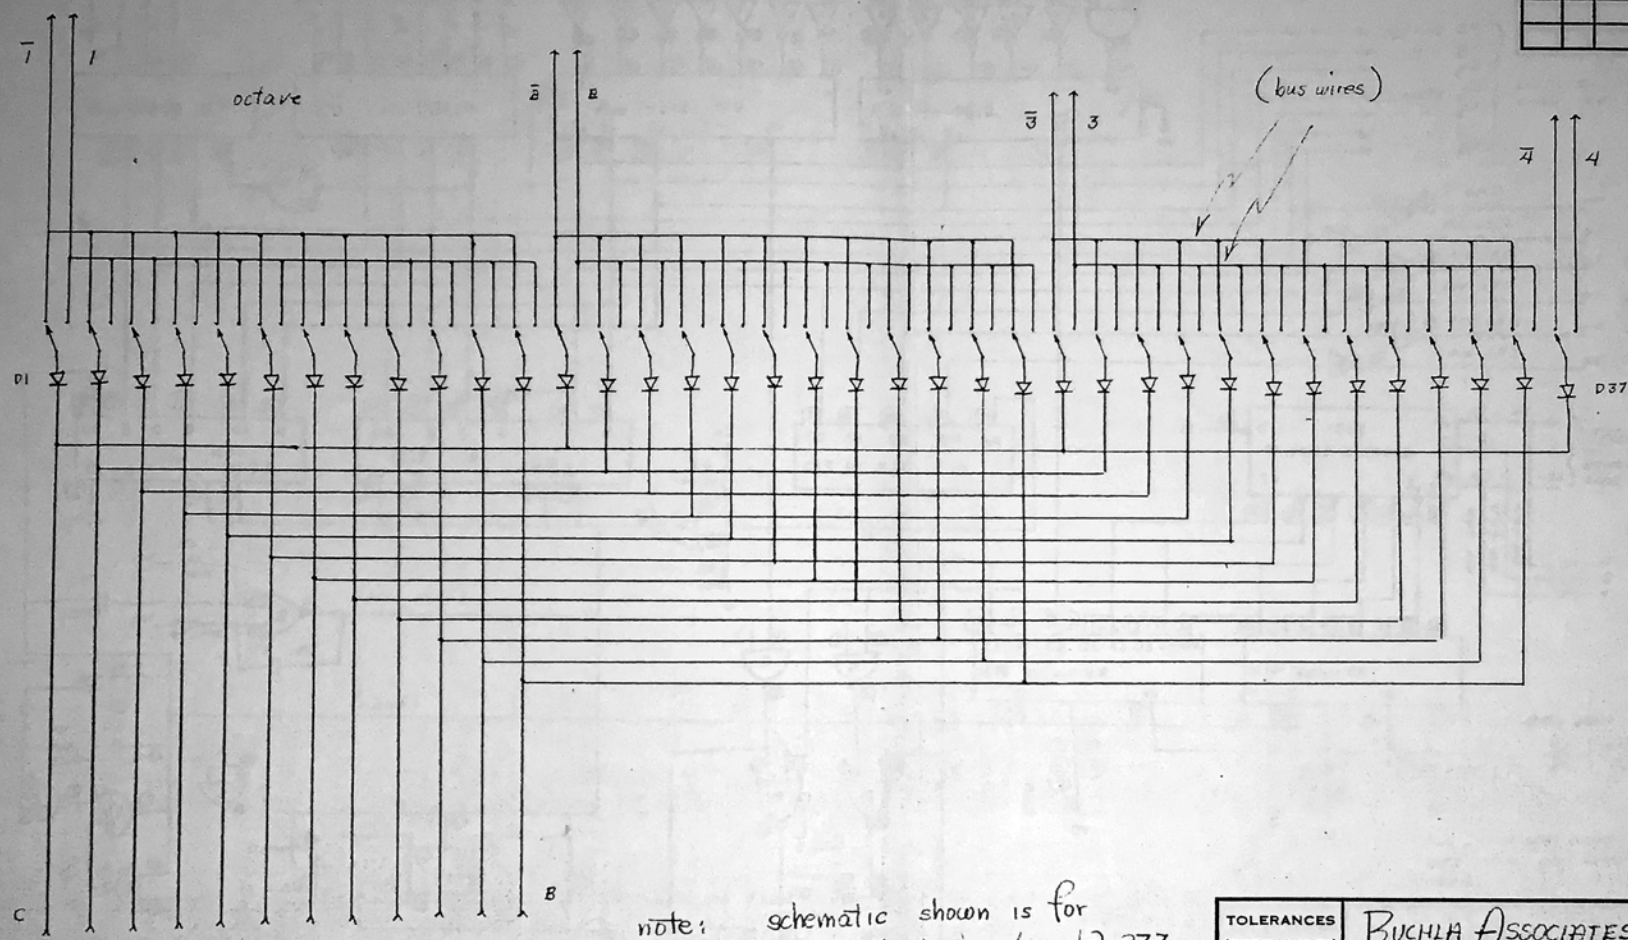 1̅ 1
octave
2̅ 2
(bus wires)
3̅ 3
4̅ 4
D1
D37
C
B
note: schematic shown is for
TOLERANCES
BUCHLA ASSOCIATES